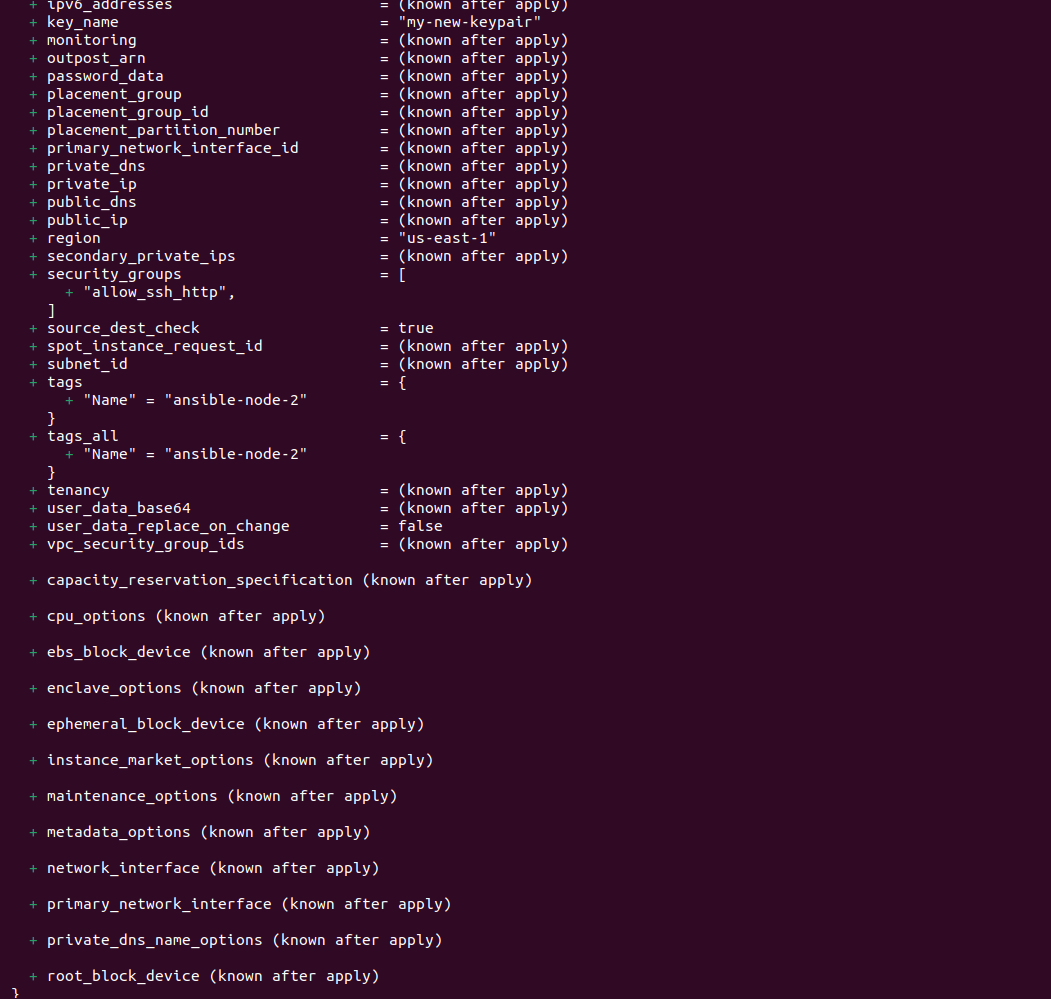 + ipv6_addresses                       = (known after apply)
+ key_name                             = "my-new-keypair"
+ monitoring                           = (known after apply)
+ outpost_arn                          = (known after apply)
+ password_data                        = (known after apply)
+ placement_group                      = (known after apply)
+ placement_group_id                   = (known after apply)
+ placement_partition_number           = (known after apply)
+ primary_network_interface_id         = (known after apply)
+ private_dns                          = (known after apply)
+ private_ip                           = (known after apply)
+ public_dns                           = (known after apply)
+ public_ip                            = (known after apply)
+ region                               = "us-east-1"
+ secondary_private_ips                = (known after apply)
+ security_groups                      = [
    + "allow_ssh_http",
  ]
+ source_dest_check                    = true
+ spot_instance_request_id             = (known after apply)
+ subnet_id                            = (known after apply)
+ tags                                 = {
    + "Name" = "ansible-node-2"
  }
+ tags_all                             = {
    + "Name" = "ansible-node-2"
  }
+ tenancy                              = (known after apply)
+ user_data_base64                     = (known after apply)
+ user_data_replace_on_change          = false
+ vpc_security_group_ids               = (known after apply)
+ capacity_reservation_specification (known after apply)
+ cpu_options (known after apply)
+ ebs_block_device (known after apply)
+ enclave_options (known after apply)
+ ephemeral_block_device (known after apply)
+ instance_market_options (known after apply)
+ maintenance_options (known after apply)
+ metadata_options (known after apply)
+ network_interface (known after apply)
+ primary_network_interface (known after apply)
+ private_dns_name_options (known after apply)
+ root_block_device (known after apply)
}